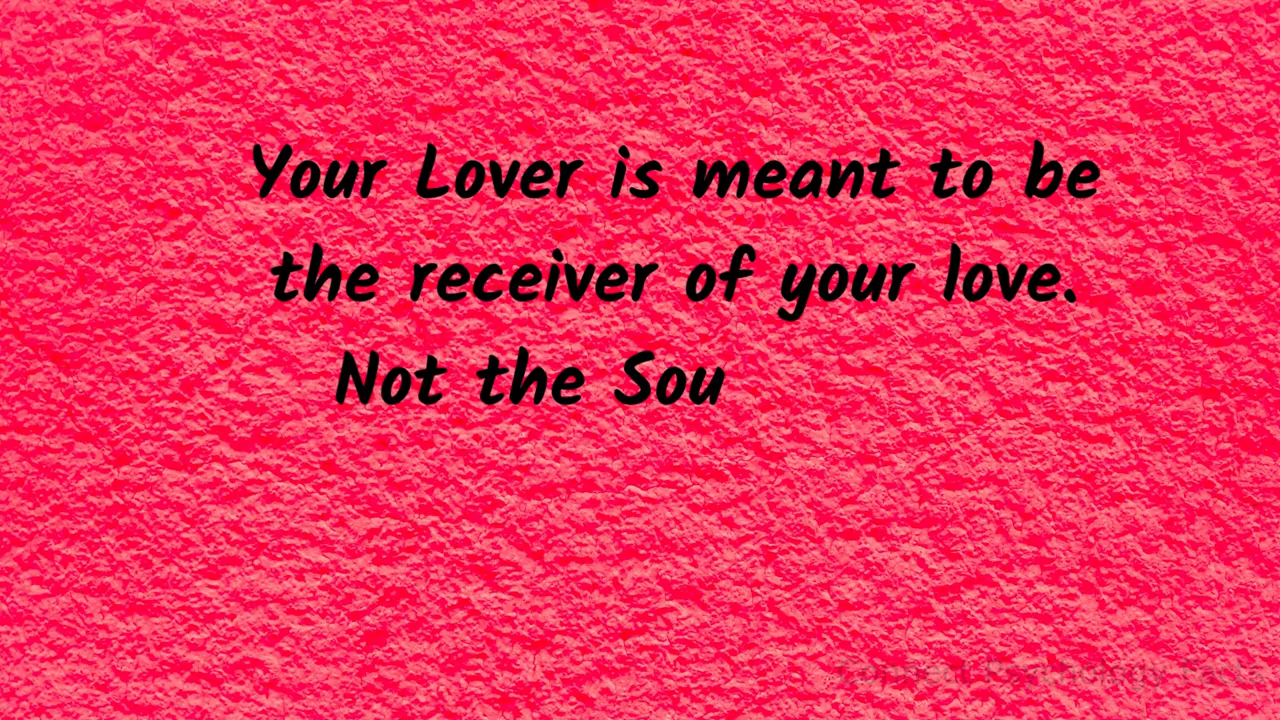 Your Lover is meant to be
the receiver of your love.
Not the Sou